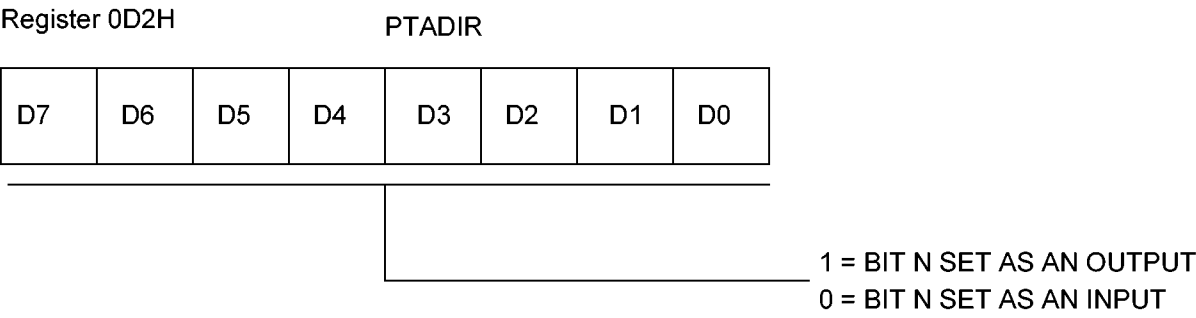 Register 0D2H PTADIR
D7 D6 D5 D4 D3 D2 D1 D0
1 = BIT N SET AS AN OUTPUT
0 = BIT N SET AS AN INPUT